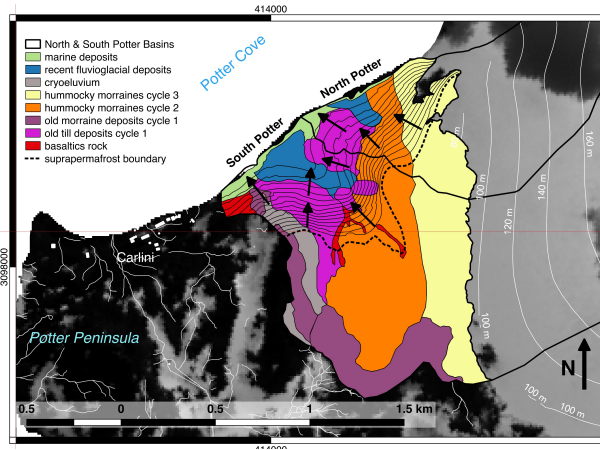 414000
North & South Potter Basins
marine deposits
recent fluvioglacial deposits
cryoeluvium
hummocky morraines cycle 3
hummocky morraines cycle 2
old morraine deposits cycle 1
old till deposits cycle 1
basaltics rock
suprapermafrost boundary
Potter Cove
North Potter
South Potter
160 m
140 m
120 m
100 m
100 m
100 m
100 m
3098000
Carlini
Potter Peninsula
N
0.5 0 0.5 1 1.5 km
414000